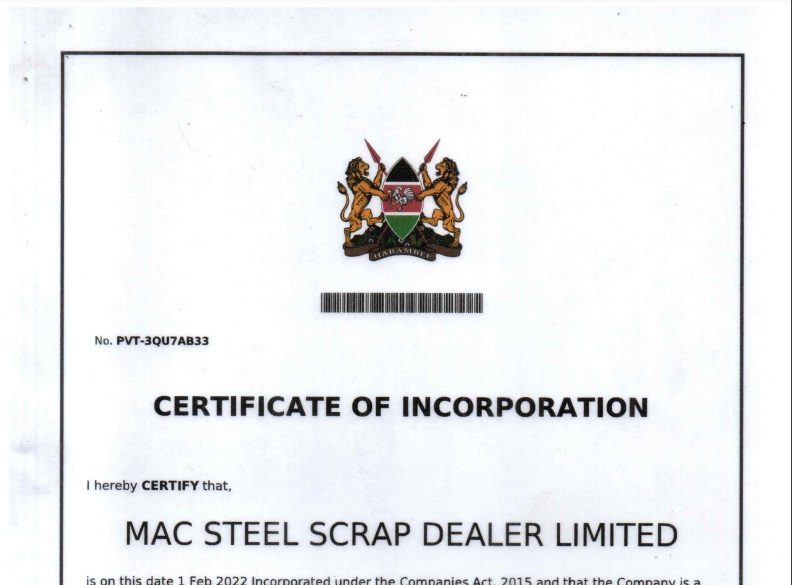 HARAMBEE
No. PVT-3QU7AB33
CERTIFICATE OF INCORPORATION
I hereby CERTIFY that,
MAC STEEL SCRAP DEALER LIMITED
is on this date 1 Feb 2022 Incorporated under the Companies Act, 2015 and that the Company is a